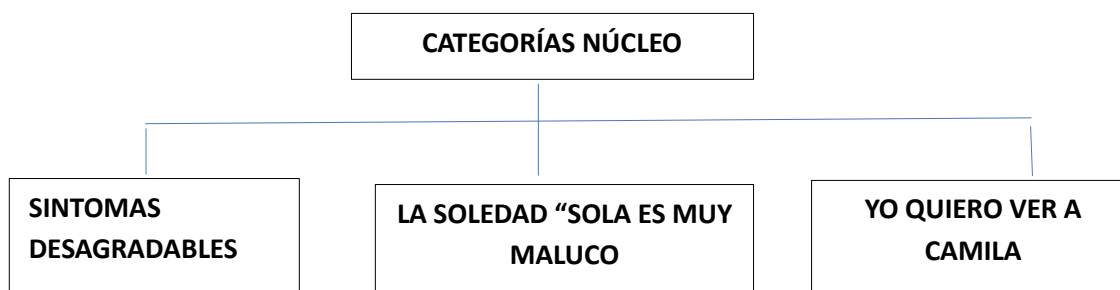 CATEGORÍAS NÚCLEO
SINTOMAS
DESAGRADABLES
LA SOLEDAD “SOLA ES MUY
MALUCO
YO QUIERO VER A
CAMILA